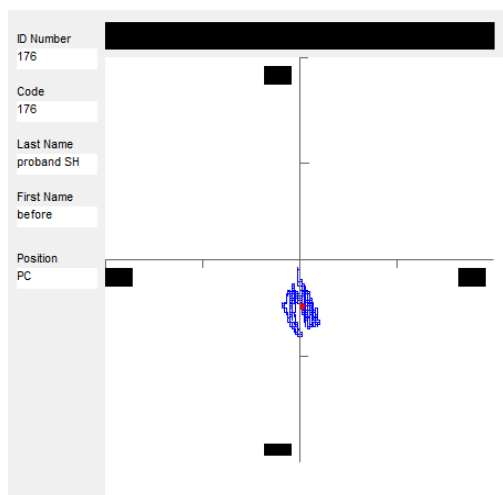 ID Number
176
Code
176
Last Name
proband SH
First Name
before
Position
PC